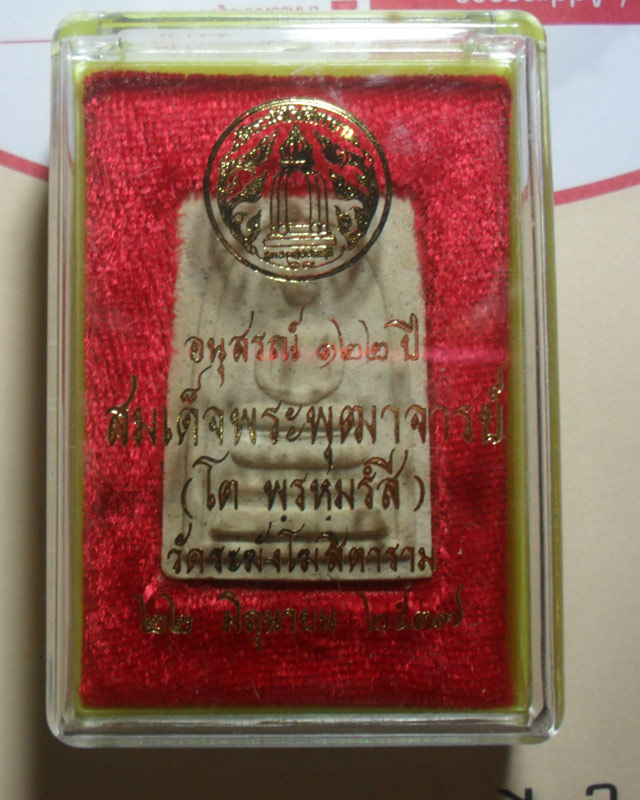 อนุสรณ์ ๑๒๒ ปี
สมเด็จพระพุฒาจารย์
(โต พฺรหฺมรํสี)
วัดระฆังโฆสิตาราม
๒๒ มิถุนายน ๒๕๓๗